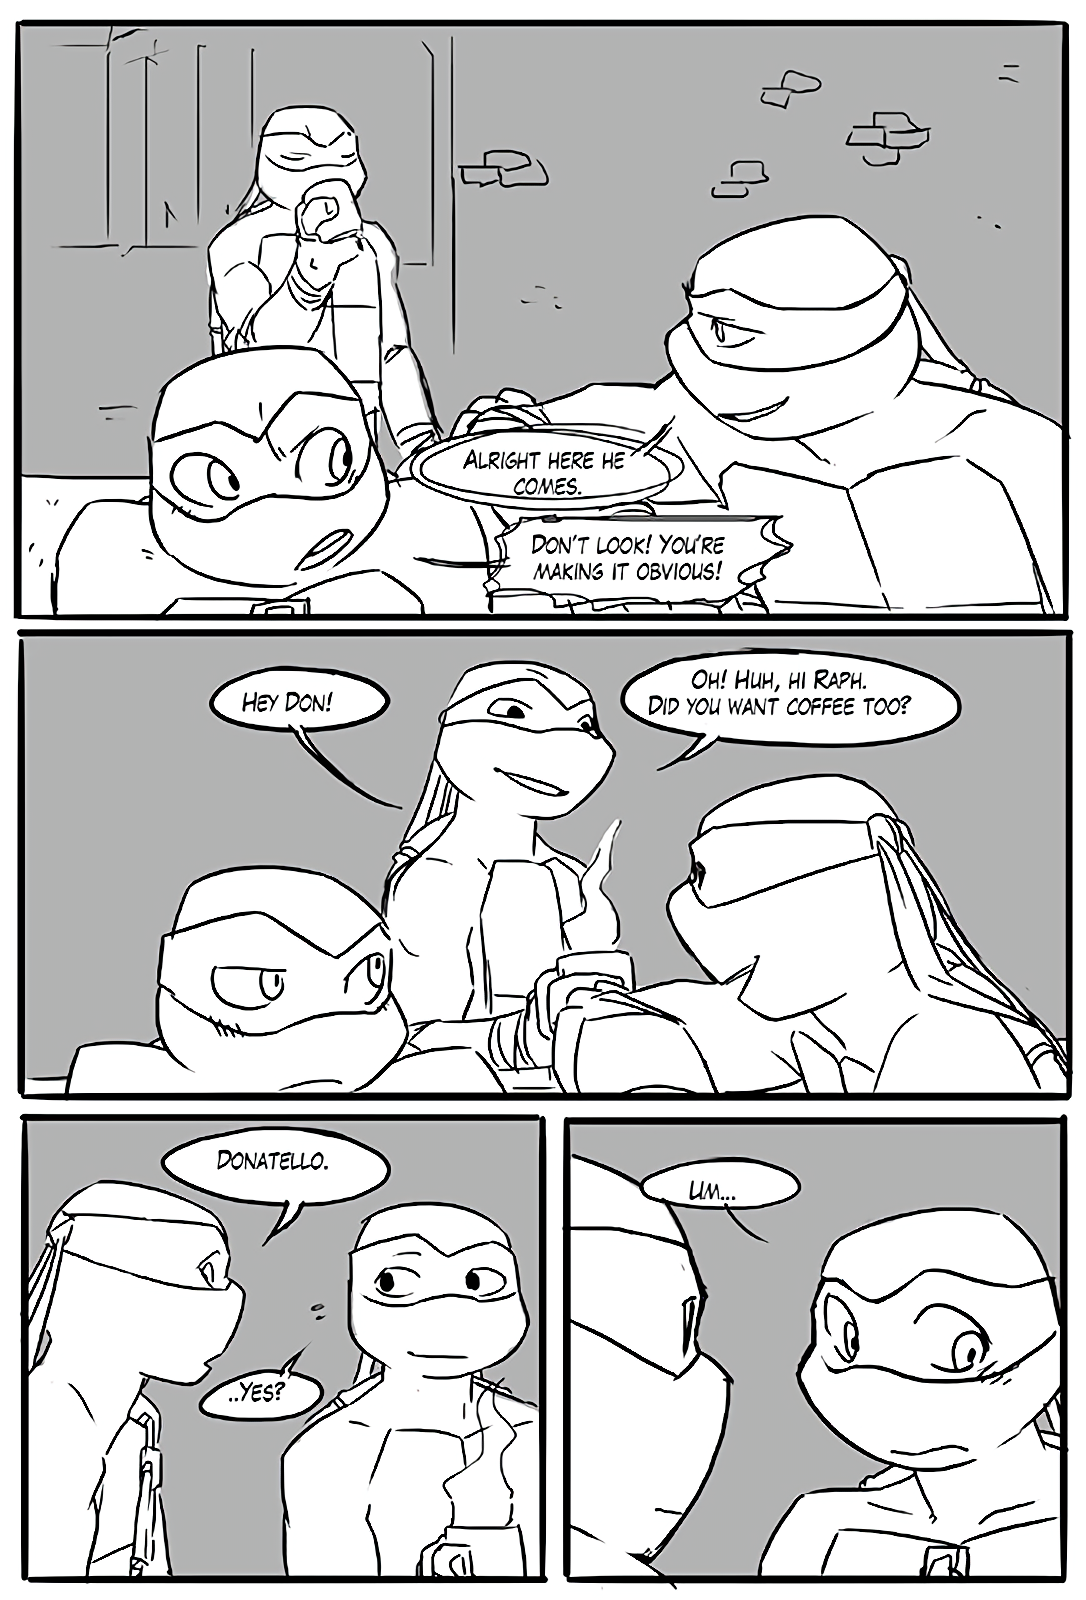 ALRIGHT HERE HE
COMES.
DON'T LOOK! YOU'RE
MAKING IT OBVIOUS!
HEY DON!
OH! HUH, HI RAPH.
DID YOU WANT COFFEE TOO?
DONATELLO.
..YES?
UM...